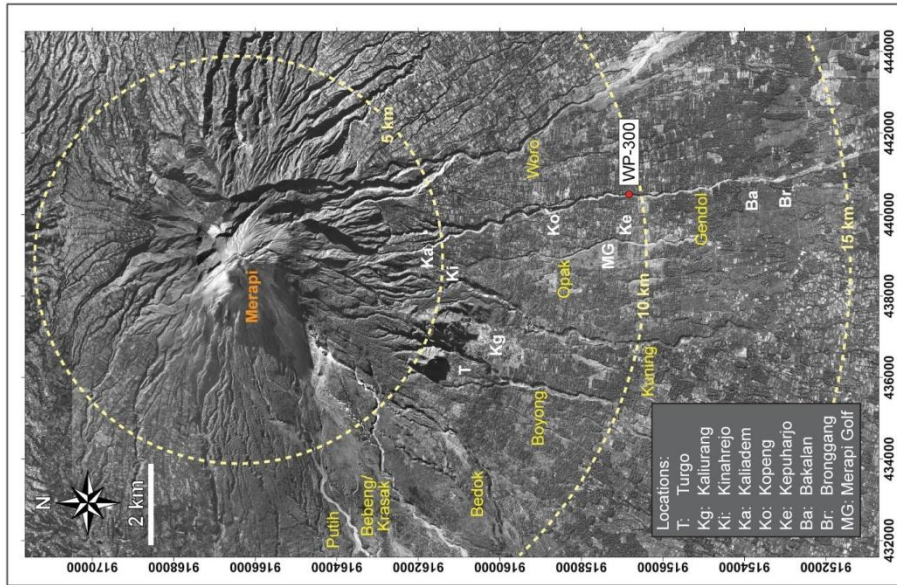 N
2 km
Merapi
5 km
Putih
Bebeng/
Krasak
Bedok
Boyong
Kuning
Opak
Gendol
Woro
10 km
15 km
WP-300
T
Kg
Ki
Ka
Ko
Ke
MG
Ba
Br
Locations:
T: Turgo
Kg: Kaliurang
Ki: Kinahrejo
Ka: Kaliadem
Ko: Kopeng
Ke: Kepuharjo
Ba: Bakalan
Br: Bronggang
MG: Merapi Golf
9170000
9168000
9166000
9164000
9162000
9160000
9158000
9156000
9154000
9152000
432000
434000
436000
438000
440000
442000
444000